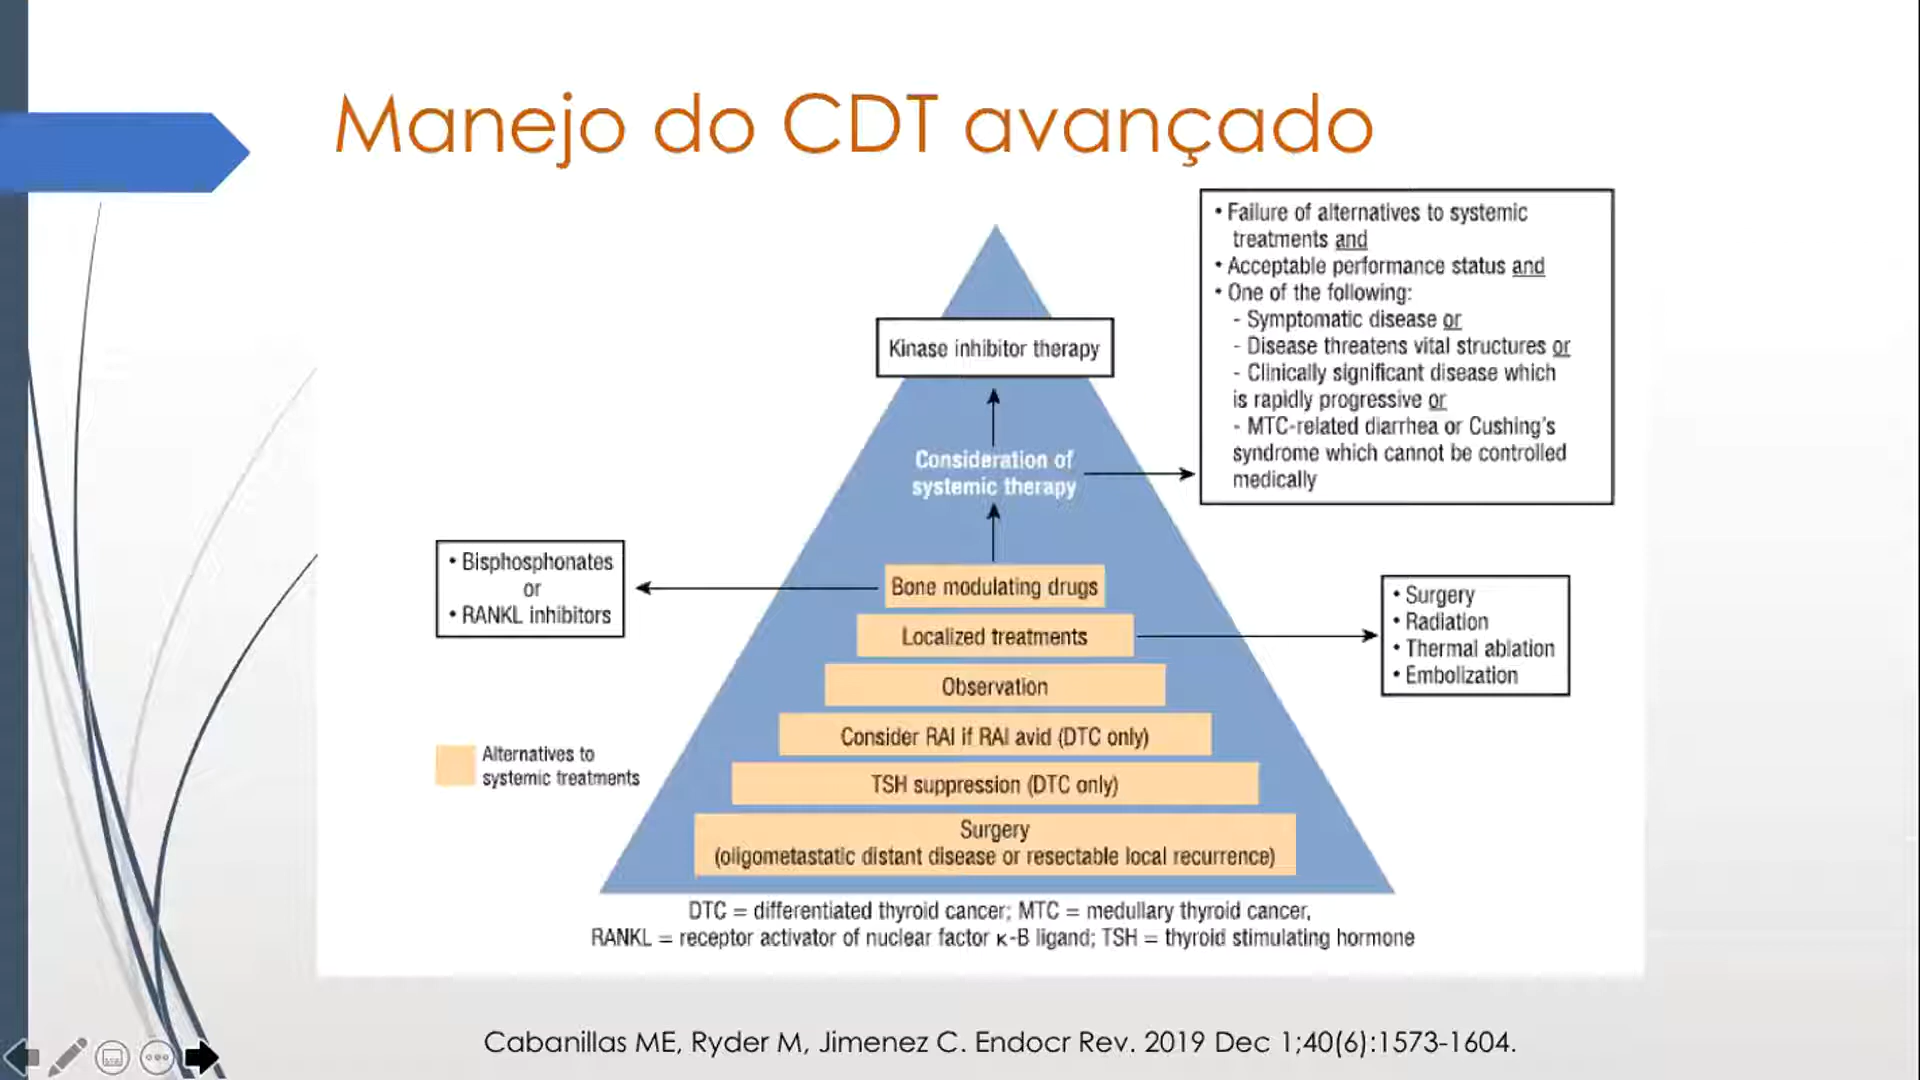 Manejo do CDT avançado
• Failure of alternatives to systemic
treatments and
• Acceptable performance status and
• One of the following:
- Symptomatic disease or
- Disease threatens vital structures or
- Clinically significant disease which
is rapidly progressive or
- MTC-related diarrhea or Cushing's
syndrome which cannot be controlled
medically
Kinase inhibitor therapy
Consideration of
systemic therapy
• Bisphosphonates
or
• RANKL inhibitors
Bone modulating drugs
Localized treatments
• Surgery
• Radiation
• Thermal ablation
• Embolization
Observation
Consider RAI if RAI avid (DTC only)
TSH suppression (DTC only)
Surgery
(oligometastatic distant disease or resectable local recurrence)
Alternatives to
systemic treatments
DTC = differentiated thyroid cancer; MTC = medullary thyroid cancer,
RANKL = receptor activator of nuclear factor κ-B ligand; TSH = thyroid stimulating hormone
Cabanillas ME, Ryder M, Jimenez C. Endocr Rev. 2019 Dec 1;40(6):1573-1604.